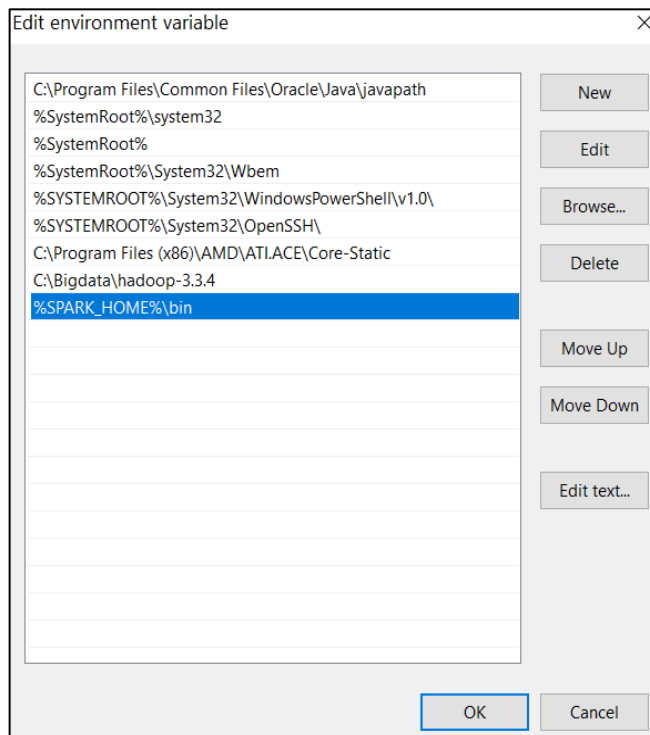 Edit environment variable
C:\Program Files\Common Files\Oracle\Java\javapath
%SystemRoot%\system32
%SystemRoot%
%SystemRoot%\System32\Wbem
%SYSTEMROOT%\System32\WindowsPowerShell\v1.0\
%SYSTEMROOT%\System32\OpenSSH\
C:\Program Files (x86)\AMD\ATI.ACE\Core-Static
C:\Bigdata\hadoop-3.3.4
%SPARK_HOME%\bin
New
Edit
Browse...
Delete
Move Up
Move Down
Edit text...
OK
Cancel